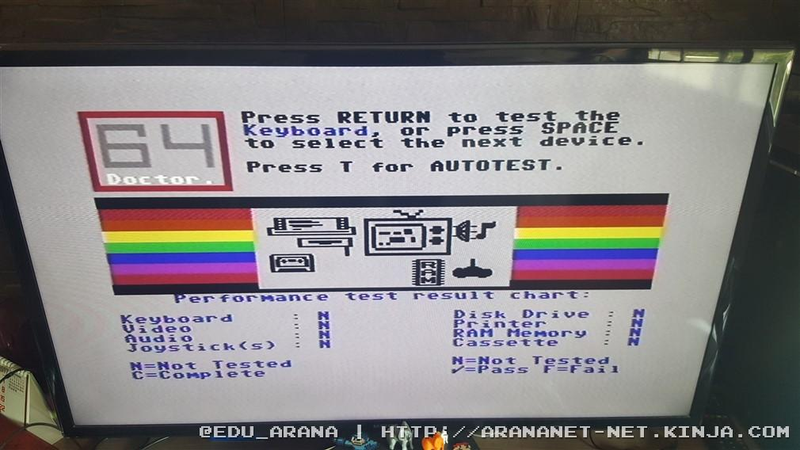 64
Doctor.
Press RETURN to test the
Keyboard, or press SPACE
to select the next device.
Press T for AUTOTEST.
RAM
Performance test result chart:
Keyboard : N
Video : N
Audio : N
Joystick(s) : N
N=Not Tested
C=Complete
Disk Drive : N
Printer : N
RAM Memory : N
Cassette : N
N=Not Tested
✓=Pass F=Fail
@EDU_ARANA | HTTP://ARANANET-NET.KINJA.COM